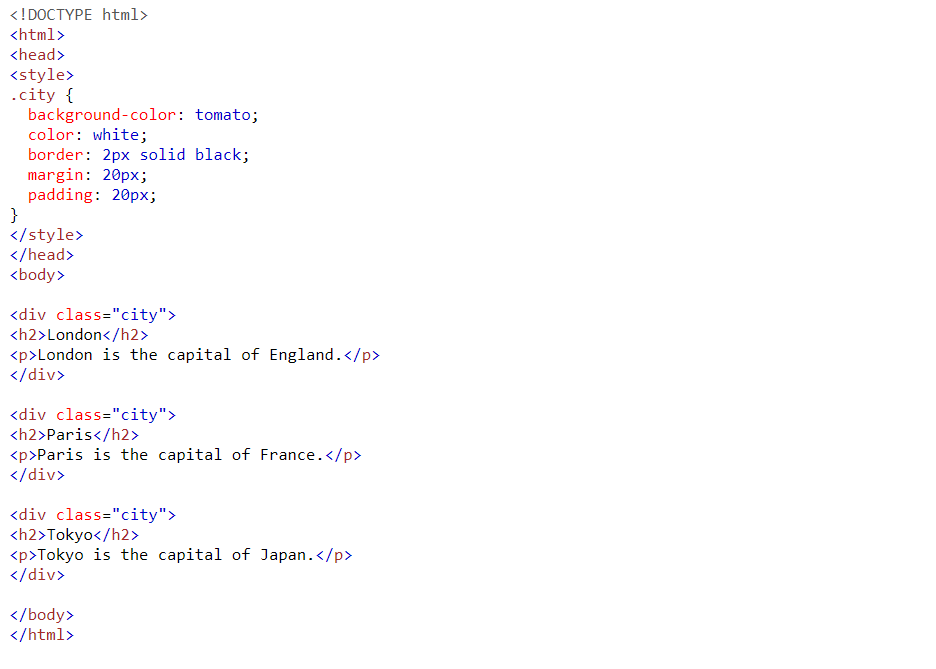 <!DOCTYPE html>
<html>
<head>
<style>
.city {
  background-color: tomato;
  color: white;
  border: 2px solid black;
  margin: 20px;
  padding: 20px;
}
</style>
</head>
<body>

<div class="city">
<h2>London</h2>
<p>London is the capital of England.</p>
</div>

<div class="city">
<h2>Paris</h2>
<p>Paris is the capital of France.</p>
</div>

<div class="city">
<h2>Tokyo</h2>
<p>Tokyo is the capital of Japan.</p>
</div>

</body>
</html>